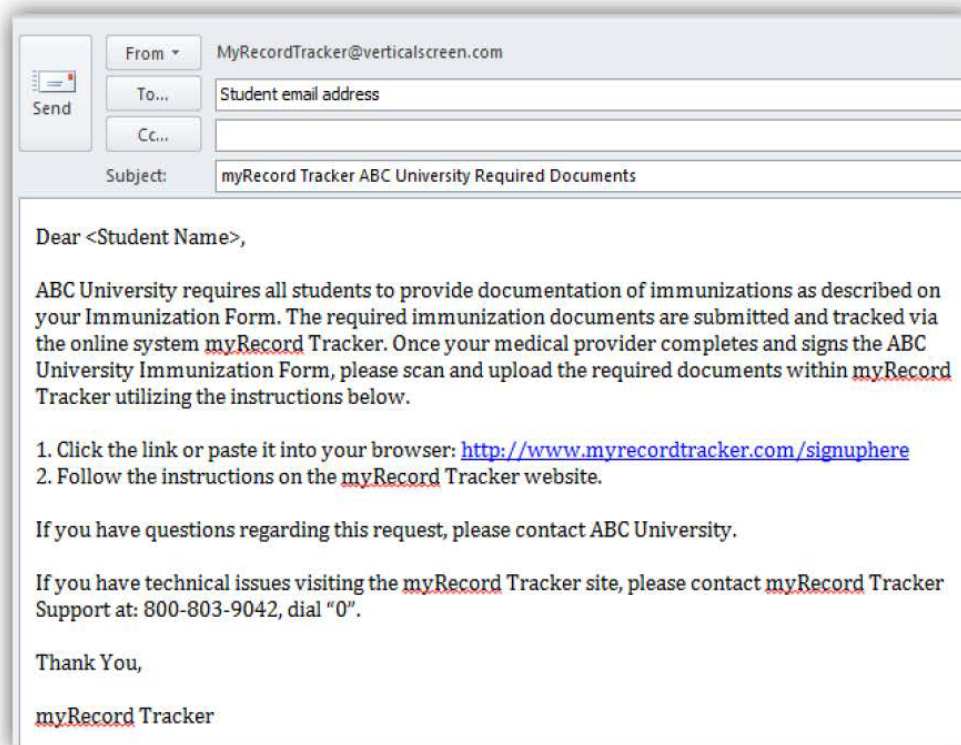 From
MyRecordTracker@verticalscreen.com
Send
To...
Student email address
Cc...
Subject:
myRecord Tracker ABC University Required Documents
Dear <Student Name>,
ABC University requires all students to provide documentation of immunizations as described on
your Immunization Form. The required immunization documents are submitted and tracked via
the online system myRecord Tracker. Once your medical provider completes and signs the ABC
University Immunization Form, please scan and upload the required documents within myRecord
Tracker utilizing the instructions below.
1. Click the link or paste it into your browser: http://www.myrecordtracker.com/signuphere
2. Follow the instructions on the myRecord Tracker website.
If you have questions regarding this request, please contact ABC University.
If you have technical issues visiting the myRecord Tracker site, please contact myRecord Tracker
Support at: 800-803-9042, dial “0”.
Thank You,
myRecord Tracker